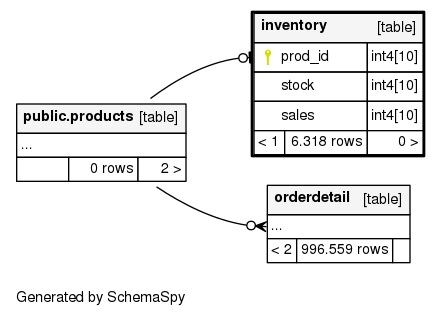 inventory [table]
prod_id int4[10]
stock int4[10]
sales int4[10]
< 1 6.318 rows 0 >
public.products [table]
...
0 rows 2 >
orderdetail [table]
...
< 2 996.559 rows
Generated by SchemaSpy